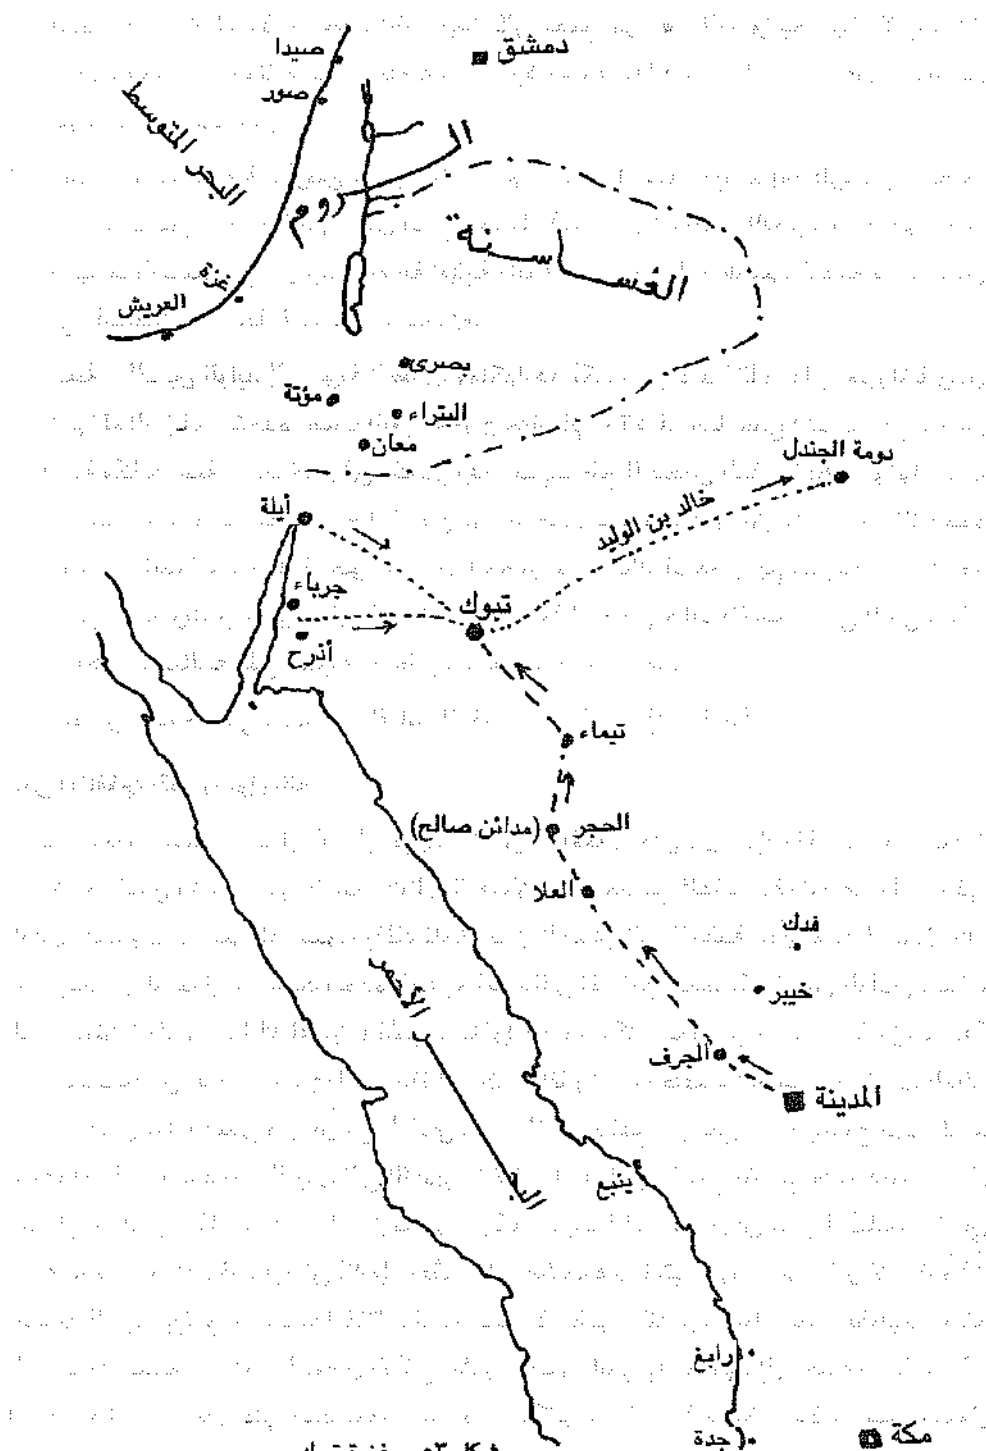 صيدا
دمشق
صور
البحر المتوسط
الروم
الغساسنة
غزة
العريش
بصرى
مؤتة
البتراء
معان
دومة الجندل
خالد بن الوليد
أيلة
جرباء
تبوك
أذرح
تيماء
الحجر (مدائن صالح)
العلا
فدك
خيبر
البحر الأحمر
الجرف
المدينة
ينبع
رابغ
جدة
مكة